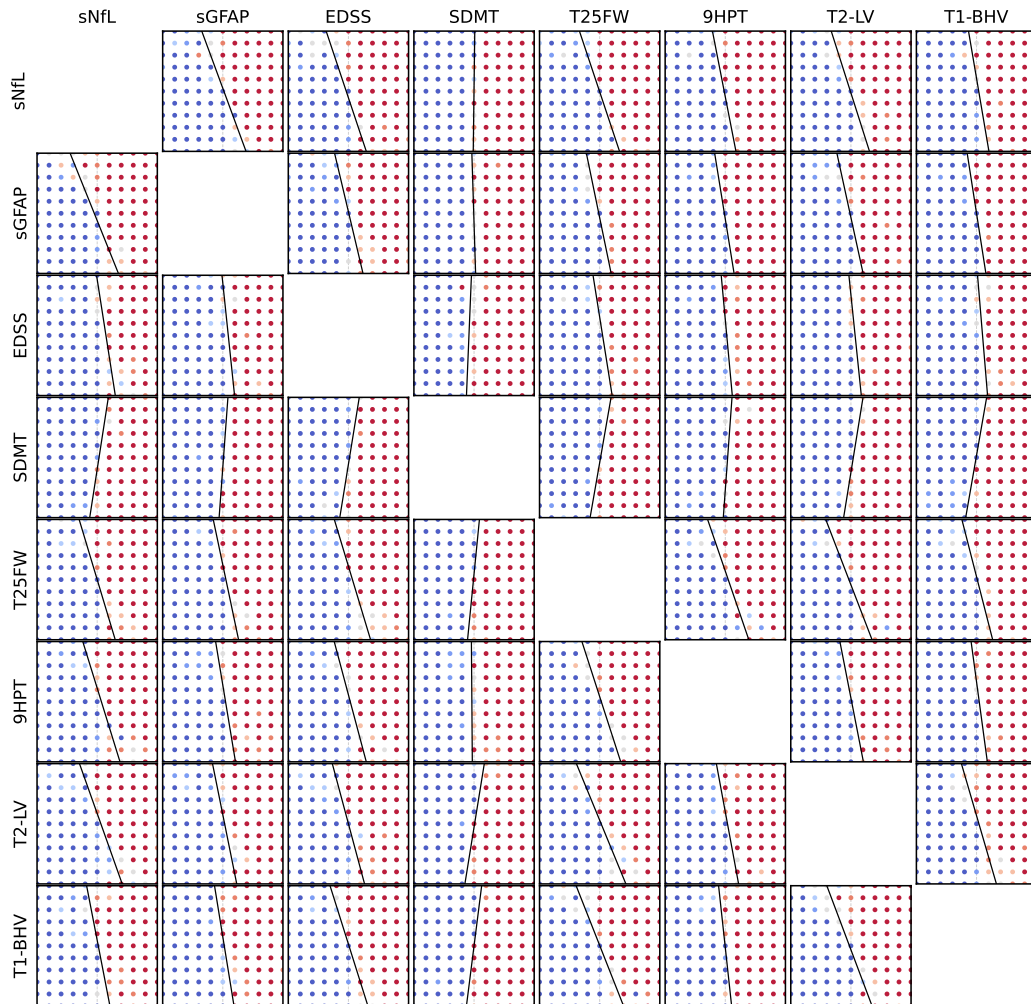 sNfL sGFAP EDSS SDMT T25FW 9HPT T2-LV T1-BHV
sNfL
sGFAP
EDSS
SDMT
T25FW
9HPT
T2-LV
T1-BHV